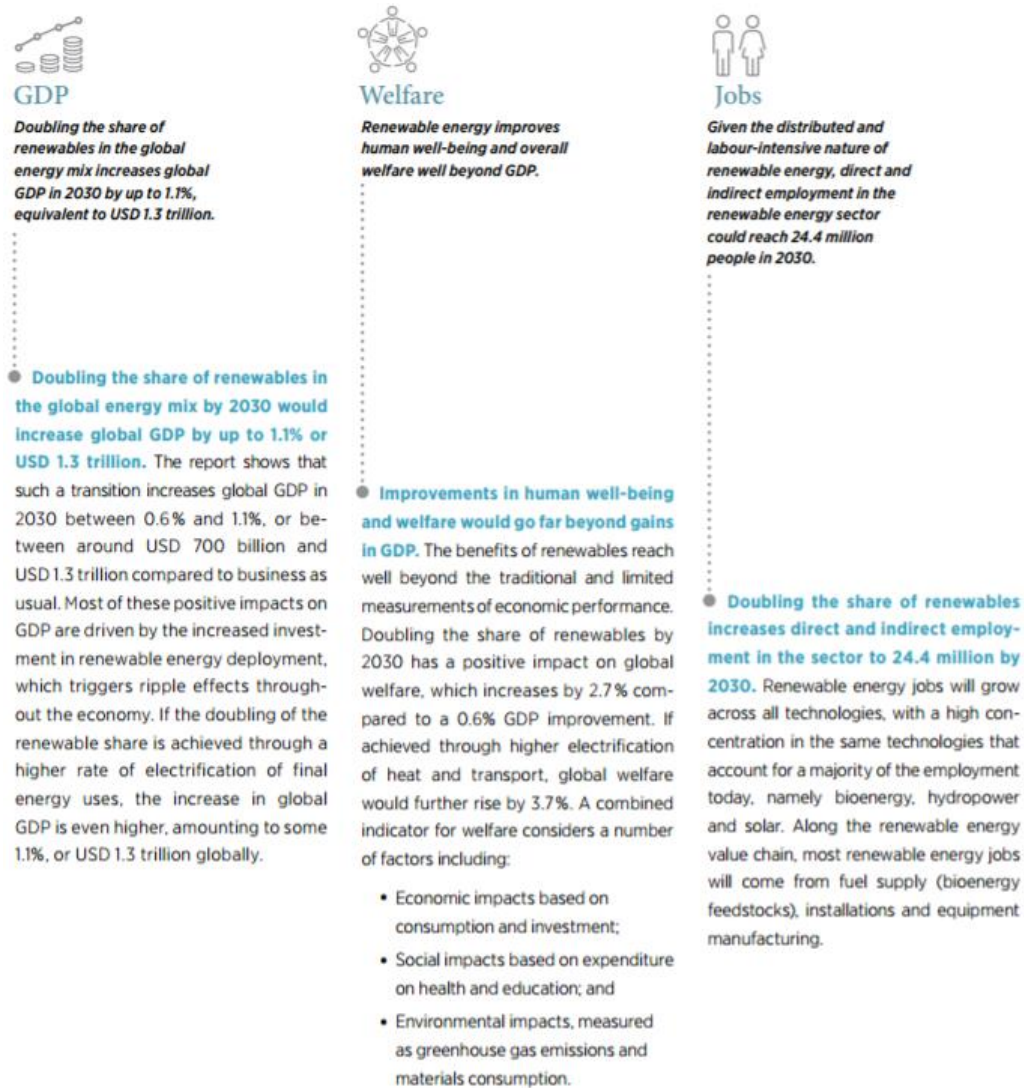 GDP
Doubling the share of
renewables in the global
energy mix increases global
GDP in 2030 by up to 1.1%,
equivalent to USD 1.3 trillion.
Doubling the share of renewables in
the global energy mix by 2030 would
increase global GDP by up to 1.1% or
USD 1.3 trillion. The report shows that
such a transition increases global GDP in
2030 between 0.6% and 1.1%, or be-
tween around USD 700 billion and
USD 1.3 trillion compared to business as
usual. Most of these positive impacts on
GDP are driven by the increased invest-
ment in renewable energy deployment,
which triggers ripple effects through-
out the economy. If the doubling of the
renewable share is achieved through a
higher rate of electrification of final
energy uses, the increase in global
GDP is even higher, amounting to some
1.1%, or USD 1.3 trillion globally.
Welfare
Renewable energy improves
human well-being and overall
welfare well beyond GDP.
Improvements in human well-being
and welfare would go far beyond gains
in GDP. The benefits of renewables reach
well beyond the traditional and limited
measurements of economic performance.
Doubling the share of renewables by
2030 has a positive impact on global
welfare, which increases by 2.7% com-
pared to a 0.6% GDP improvement. If
achieved through higher electrification
of heat and transport, global welfare
would further rise by 3.7%. A combined
indicator for welfare considers a number
of factors including:
• Economic impacts based on
consumption and investment;
• Social impacts based on expenditure
on health and education; and
• Environmental impacts, measured
as greenhouse gas emissions and
materials consumption.
Jobs
Given the distributed and
labour-intensive nature of
renewable energy, direct and
indirect employment in the
renewable energy sector
could reach 24.4 million
people in 2030.
Doubling the share of renewables
increases direct and indirect employ-
ment in the sector to 24.4 million by
2030. Renewable energy jobs will grow
across all technologies, with a high con-
centration in the same technologies that
account for a majority of the employment
today, namely bioenergy, hydropower
and solar. Along the renewable energy
value chain, most renewable energy jobs
will come from fuel supply (bioenergy
feedstocks), installations and equipment
manufacturing.